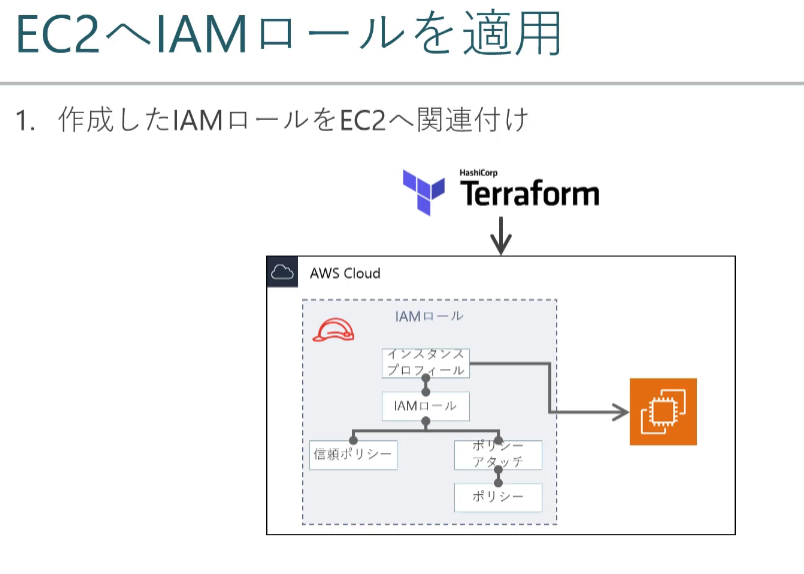 EC2へIAMロールを適用
1. 作成したIAMロールをEC2へ関連付け
HashiCorp
Terraform
AWS Cloud
IAMロール
インスタンス
プロフィール
IAMロール
信頼ポリシー
ポリシー
アタッチ
ポリシー